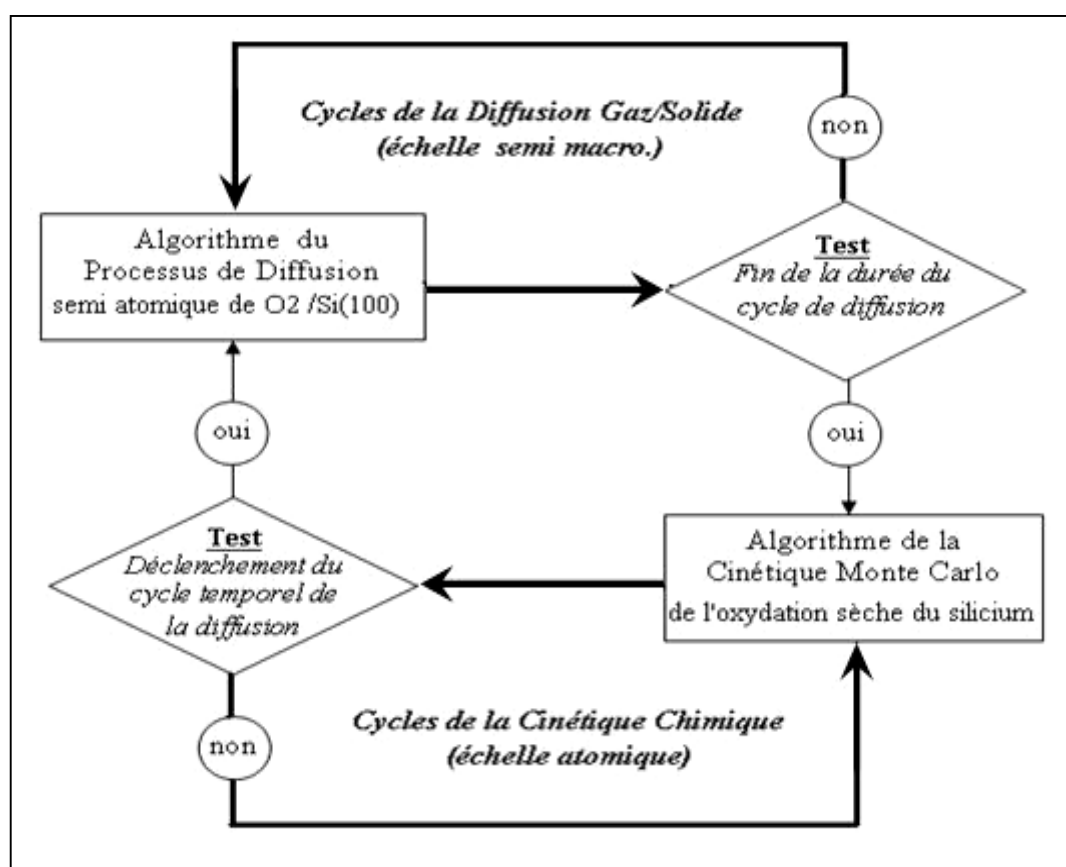 Cycles de la Diffusion Gaz/Solide
(échelle semi macro.)
non
Algorithme du
Processus de Diffusion
semi atomique de O2 /Si(100)
Test
Fin de la durée du
cycle de diffusion
oui
oui
Test
Déclenchement du
cycle temporel de
la diffusion
Algorithme de la
Cinétique Monte Carlo
de l'oxydation sèche du silicium
Cycles de la Cinétique Chimique
(échelle atomique)
non